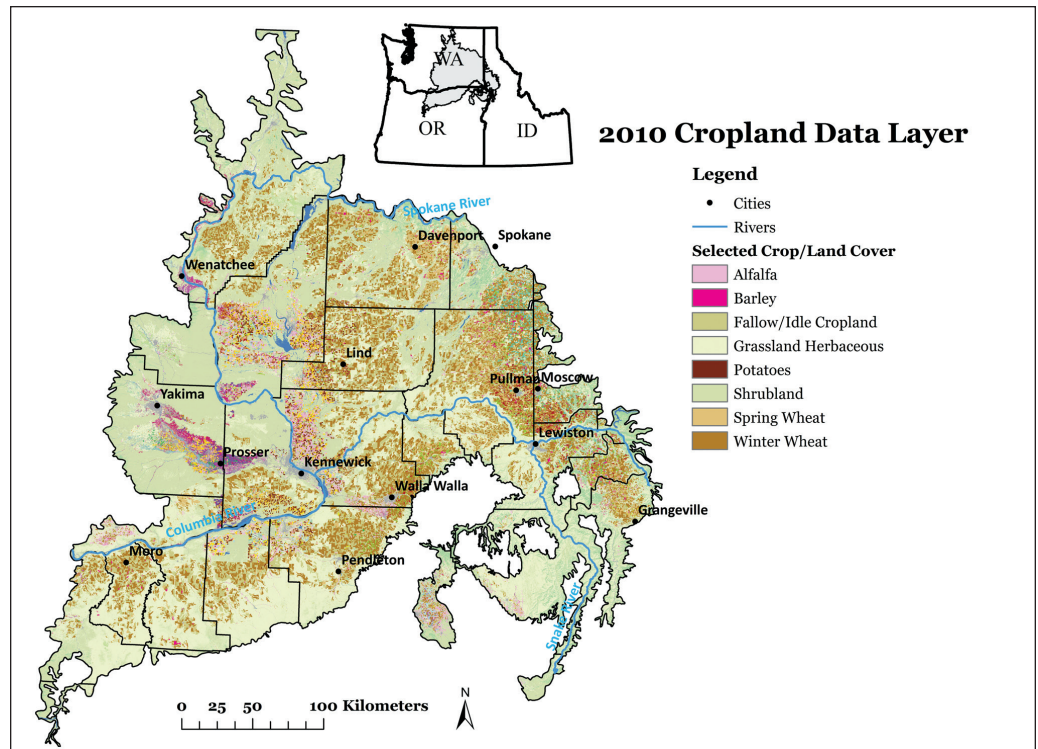 WA
OR
ID
2010 Cropland Data Layer
Legend
Cities
Rivers
Selected Crop/Land Cover
Alfalfa
Barley
Fallow/Idle Cropland
Grassland Herbaceous
Potatoes
Shrubland
Spring Wheat
Winter Wheat
Spokane River
Davenport
Spokane
Wenatchee
Lind
Pullman
Moscow
Yakima
Lewiston
Prosser
Kennewick
Walla Walla
Grangeville
Columbia River
Moro
Pendleton
Snake River
0 25 50 100 Kilometers
N